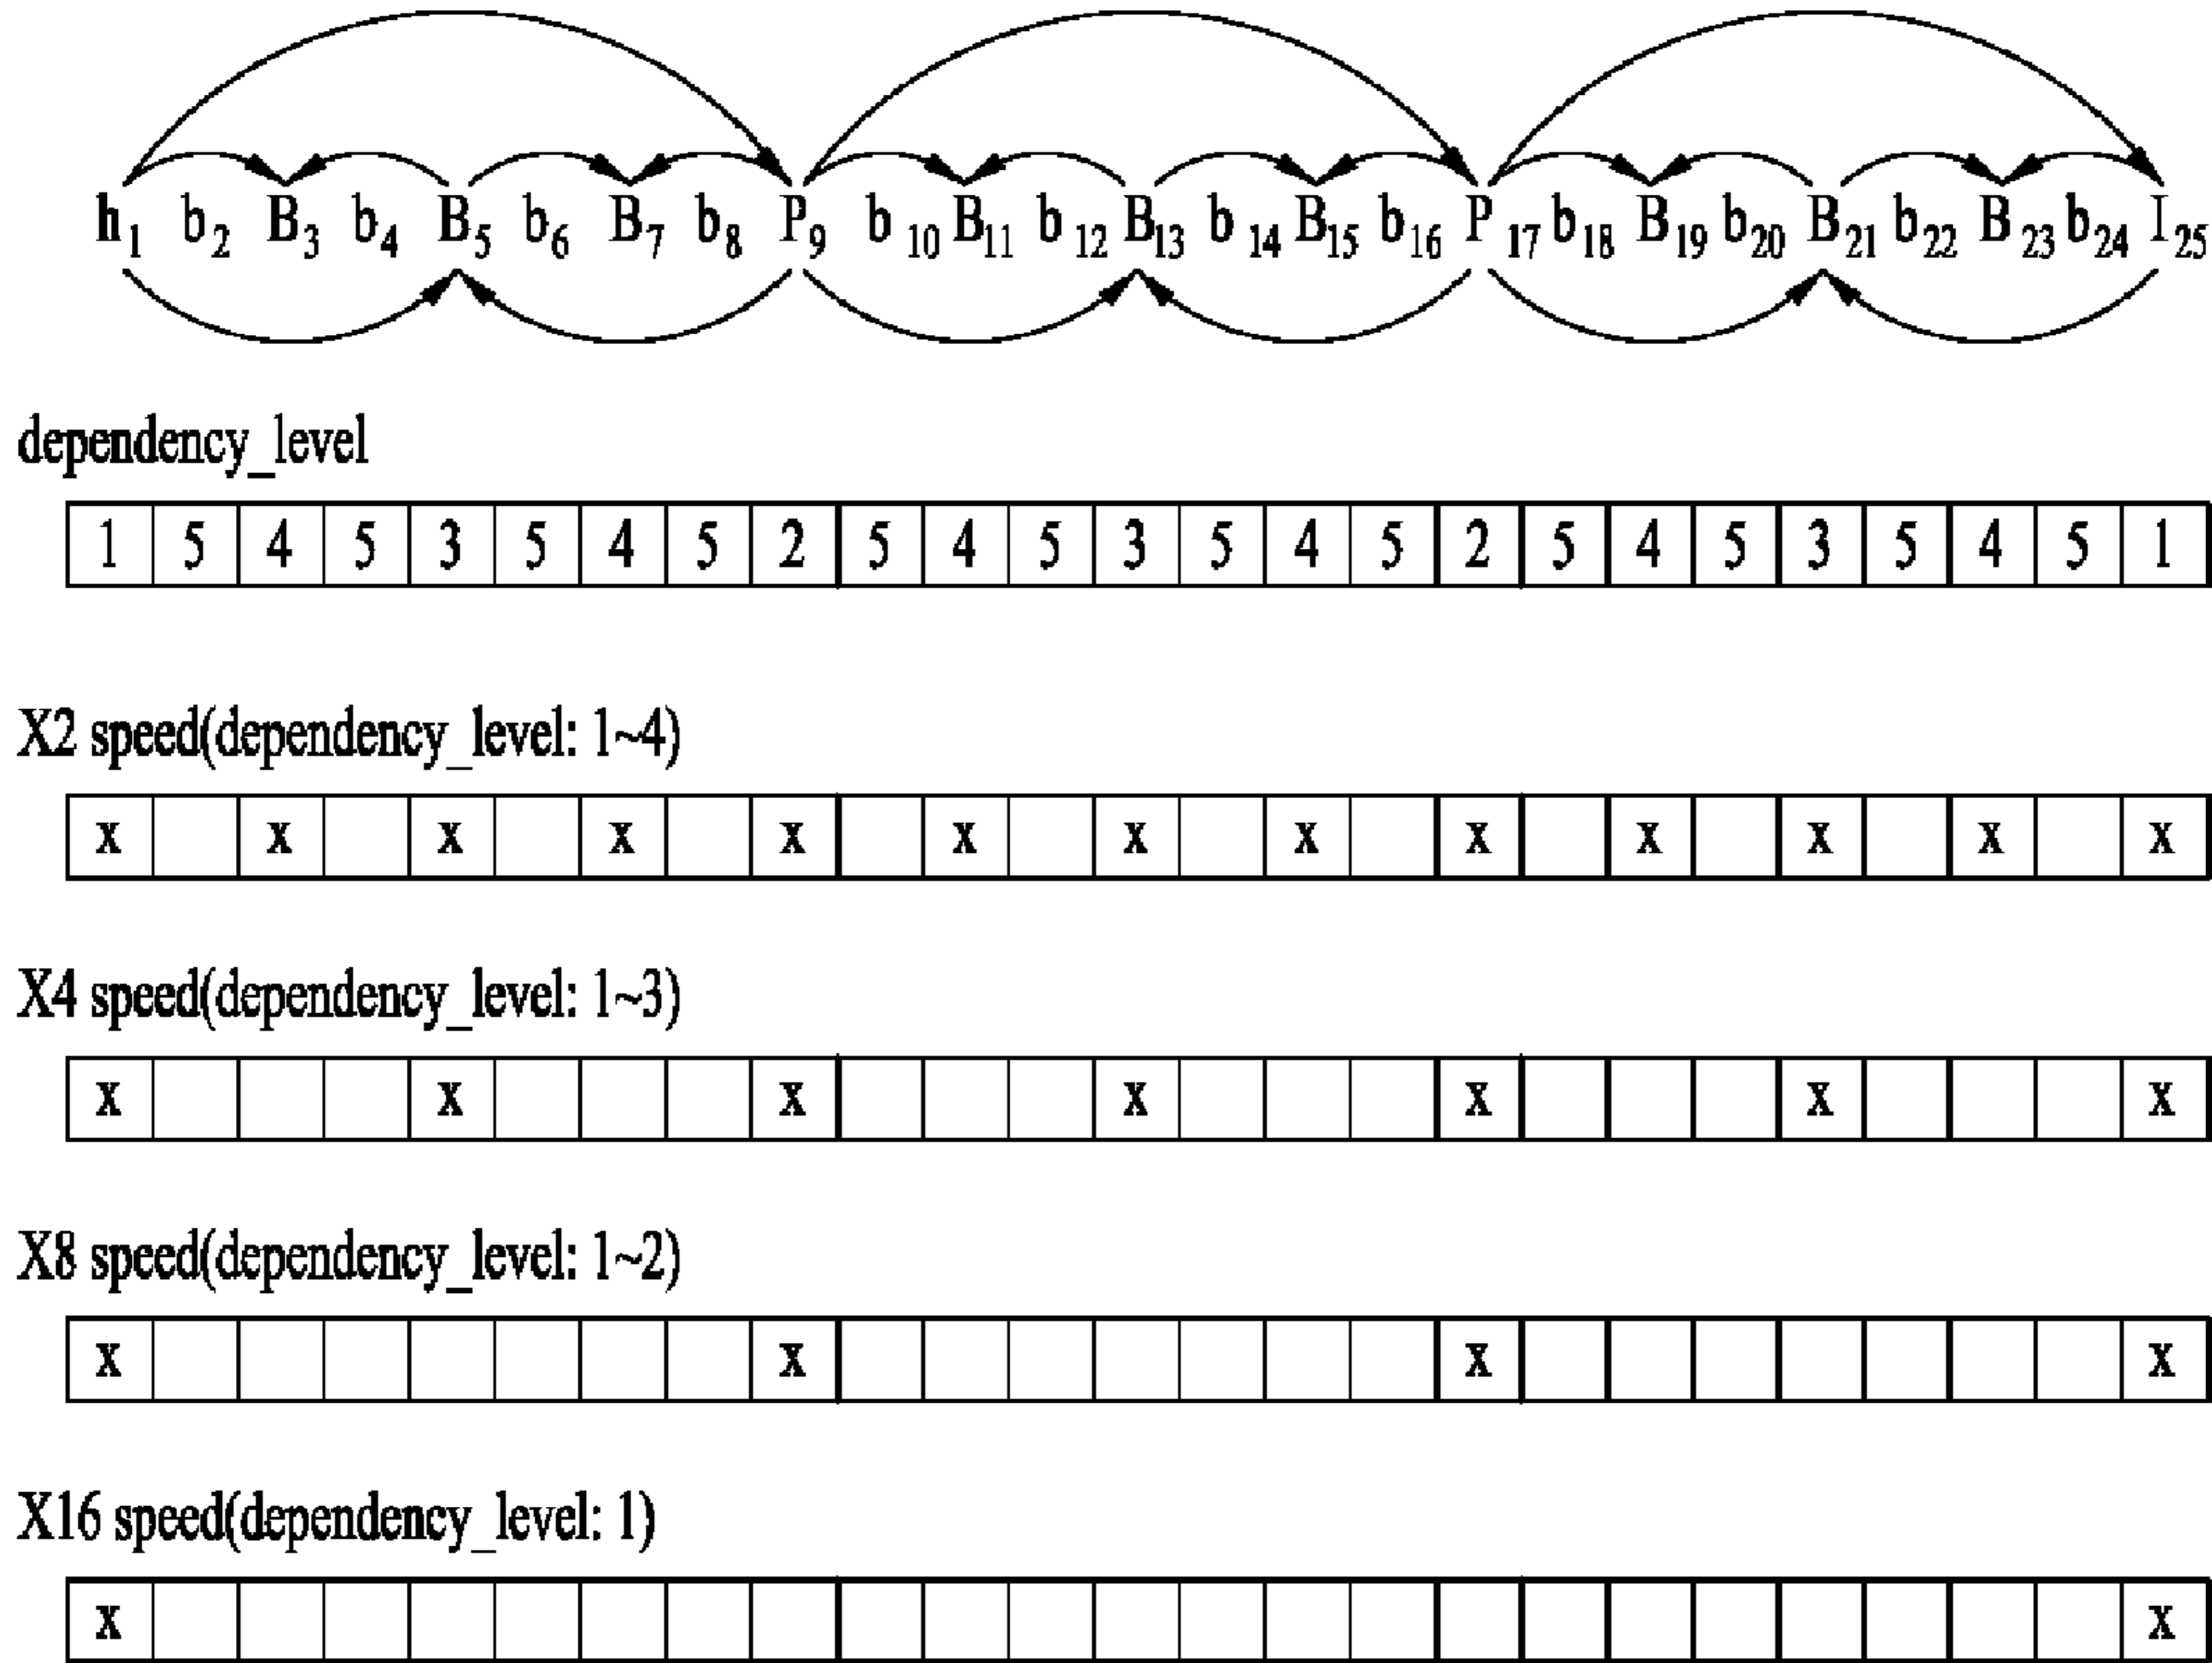 h1 b2 B3 b4 B5 b6 B7 b8 P9 b10 B11 b12 B13 b14 B15 b16 P17 b18 B19 b20 B21 b22 B23 b24 I25
dependency_level
1 5 4 5 3 5 4 5 2 5 4 5 3 5 4 5 2 5 4 5 3 5 4 5 1
X2 speed(dependency_level: 1~4)
x x x x x x x x x x x x x
X4 speed(dependency_level: 1~3)
x x x x x x x
X8 speed(dependency_level: 1~2)
x x x x
X16 speed(dependency_level: 1)
x x